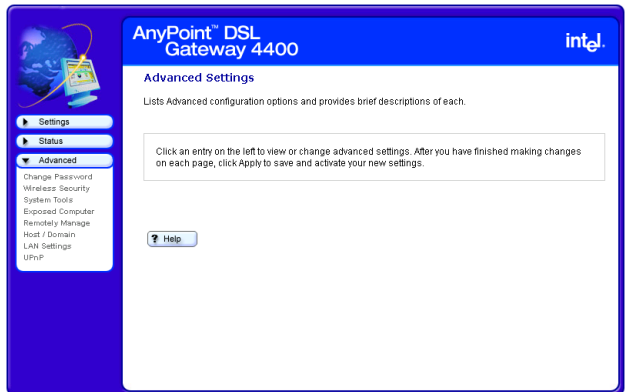 AnyPoint™ DSL
Gateway 4400
intel.
Settings
Status
Advanced
Change Password
Wireless Security
System Tools
Exposed Computer
Remotely Manage
Host / Domain
LAN Settings
UPnP
Advanced Settings
Lists Advanced configuration options and provides brief descriptions of each.
Click an entry on the left to view or change advanced settings. After you have finished making changes
on each page, click Apply to save and activate your new settings.
? Help